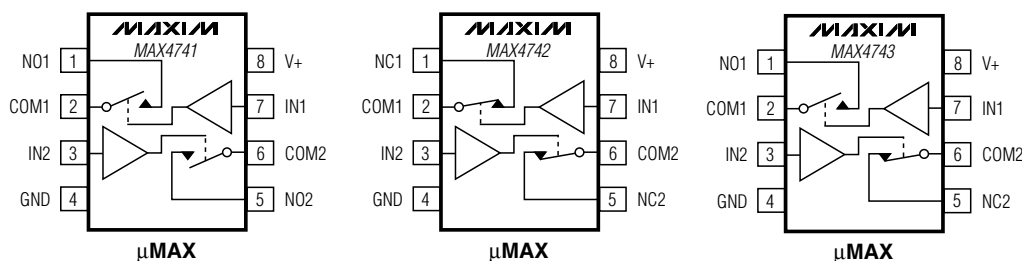 MAXIM
MAX4741
NO1 1
COM1 2
IN2 3
GND 4
8 V+
7 IN1
6 COM2
5 NO2
µMAX
MAXIM
MAX4742
NC1 1
COM1 2
IN2 3
GND 4
8 V+
7 IN1
6 COM2
5 NC2
µMAX
MAXIM
MAX4743
NO1 1
COM1 2
IN2 3
GND 4
8 V+
7 IN1
6 COM2
5 NC2
µMAX